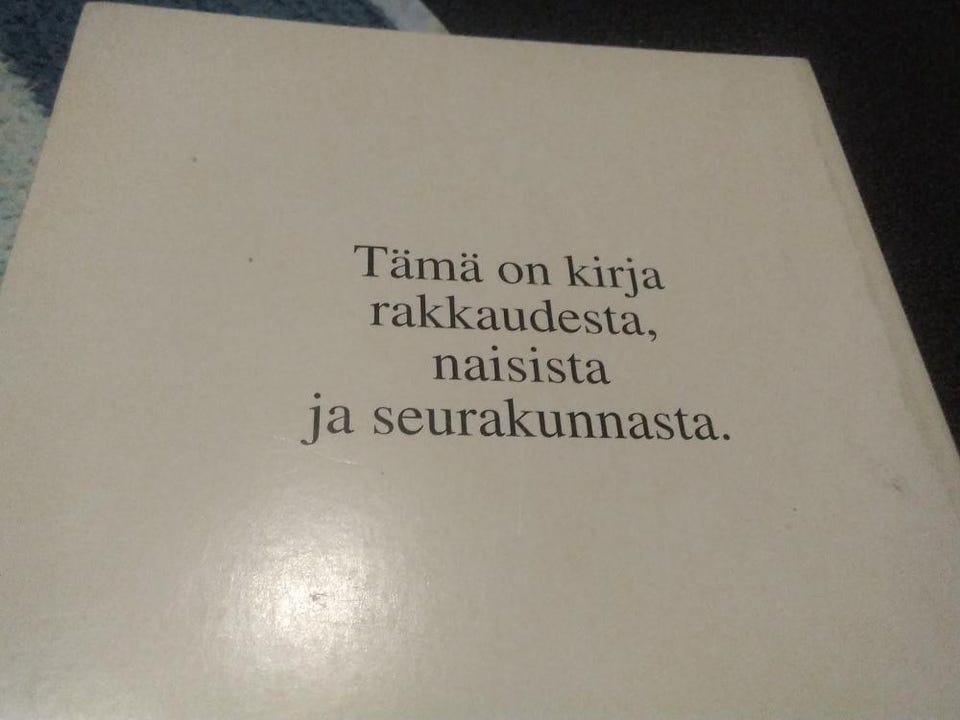 Tämä on kirja
rakkaudesta,
naisista
ja seurakunnasta.